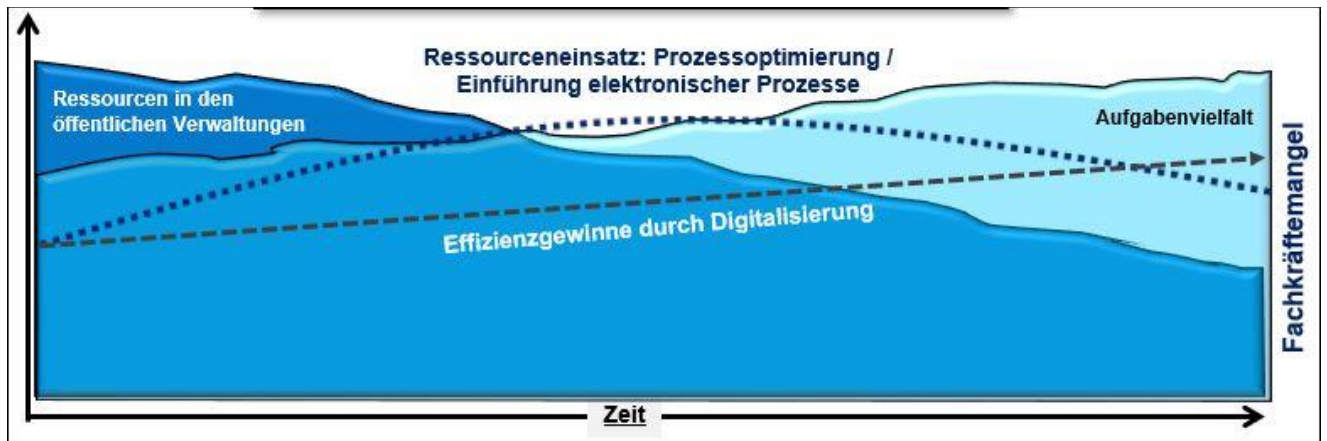 Ressourceneinsatz: Prozessoptimierung /
Einführung elektronischer Prozesse
Ressourcen in den
öffentlichen Verwaltungen
Aufgabenvielfalt
Effizienzgewinne durch Digitalisierung
Fachkräftemangel
Zeit